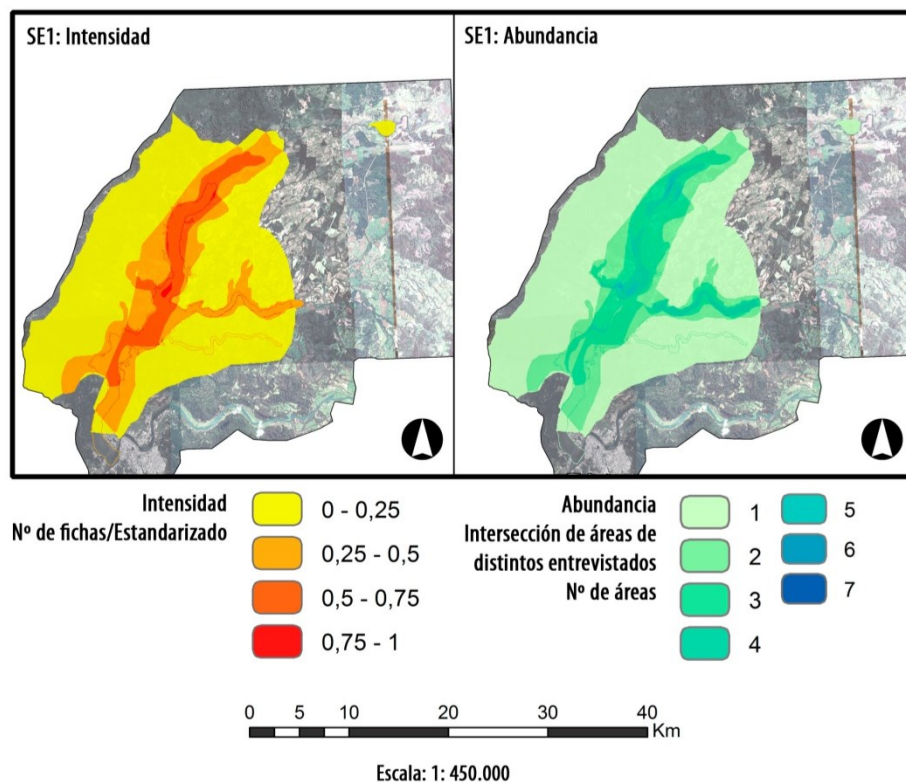 SE1: Intensidad
SE1: Abundancia
Intensidad
Nº de fichas/Estandarizado
0 - 0,25
0,25 - 0,5
0,5 - 0,75
0,75 - 1
Abundancia
Intersección de áreas de
distintos entrevistados
Nº de áreas
1
2
3
4
5
6
7
0 5 10 20 30 40
Km
Escala: 1: 450.000